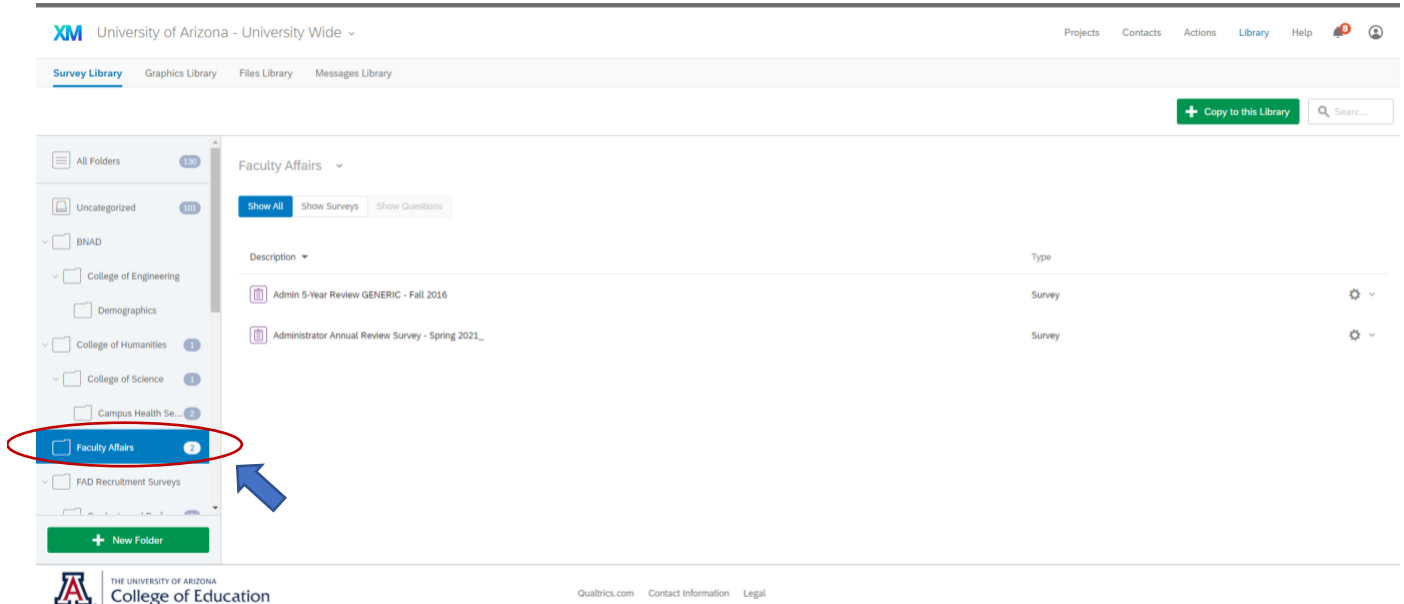 XM University of Arizona - University Wide
Projects Contacts Actions Library Help 8
Survey Library Graphics Library Files Library Messages Library
+ Copy to this Library
Searc...
All Folders 130
Uncategorized 101
BNAD
College of Engineering
Demographics
College of Humanities 1
College of Science 1
Campus Health Se... 2
Faculty Affairs 2
FAD Recruitment Surveys
+ New Folder
Faculty Affairs
Show All Show Surveys Show Questions
Description Type
Admin 5-Year Review GENERIC - Fall 2016 Survey
Administrator Annual Review Survey - Spring 2021_ Survey
A THE UNIVERSITY OF ARIZONA
College of Education
Qualtrics.com Contact Information Legal